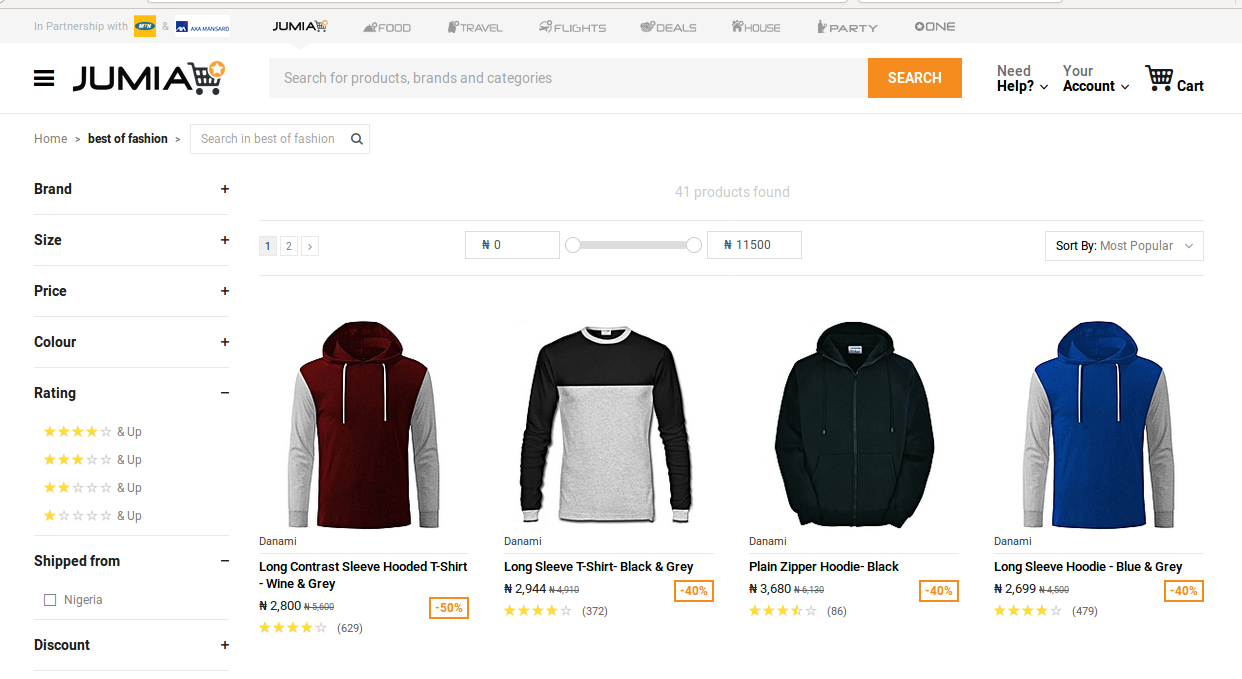 In Partnership with MTN & AXA MANSARD
JUMIA FOOD TRAVEL FLIGHTS DEALS HOUSE PARTY ONE
JUMIA
Search for products, brands and categories
SEARCH
Need
Help?
Your
Account
Cart
Home > best of fashion > Search in best of fashion
Brand +
Size +
Price +
Colour +
Rating −
★★★★☆ & Up
★★★☆☆ & Up
★★☆☆☆ & Up
★☆☆☆☆ & Up
Shipped from −
Nigeria
Discount +
41 products found
1 2 >
₦ 0
₦ 11500
Sort By: Most Popular
Danami
Long Contrast Sleeve Hooded T-Shirt
- Wine & Grey
₦ 2,800 ₦ 5,600
-50%
(629)
Danami
Long Sleeve T-Shirt- Black & Grey
₦ 2,944 ₦ 4,910
-40%
(372)
Danami
Plain Zipper Hoodie- Black
₦ 3,680 ₦ 6,130
-40%
(86)
Danami
Long Sleeve Hoodie - Blue & Grey
₦ 2,699 ₦ 4,500
-40%
(479)